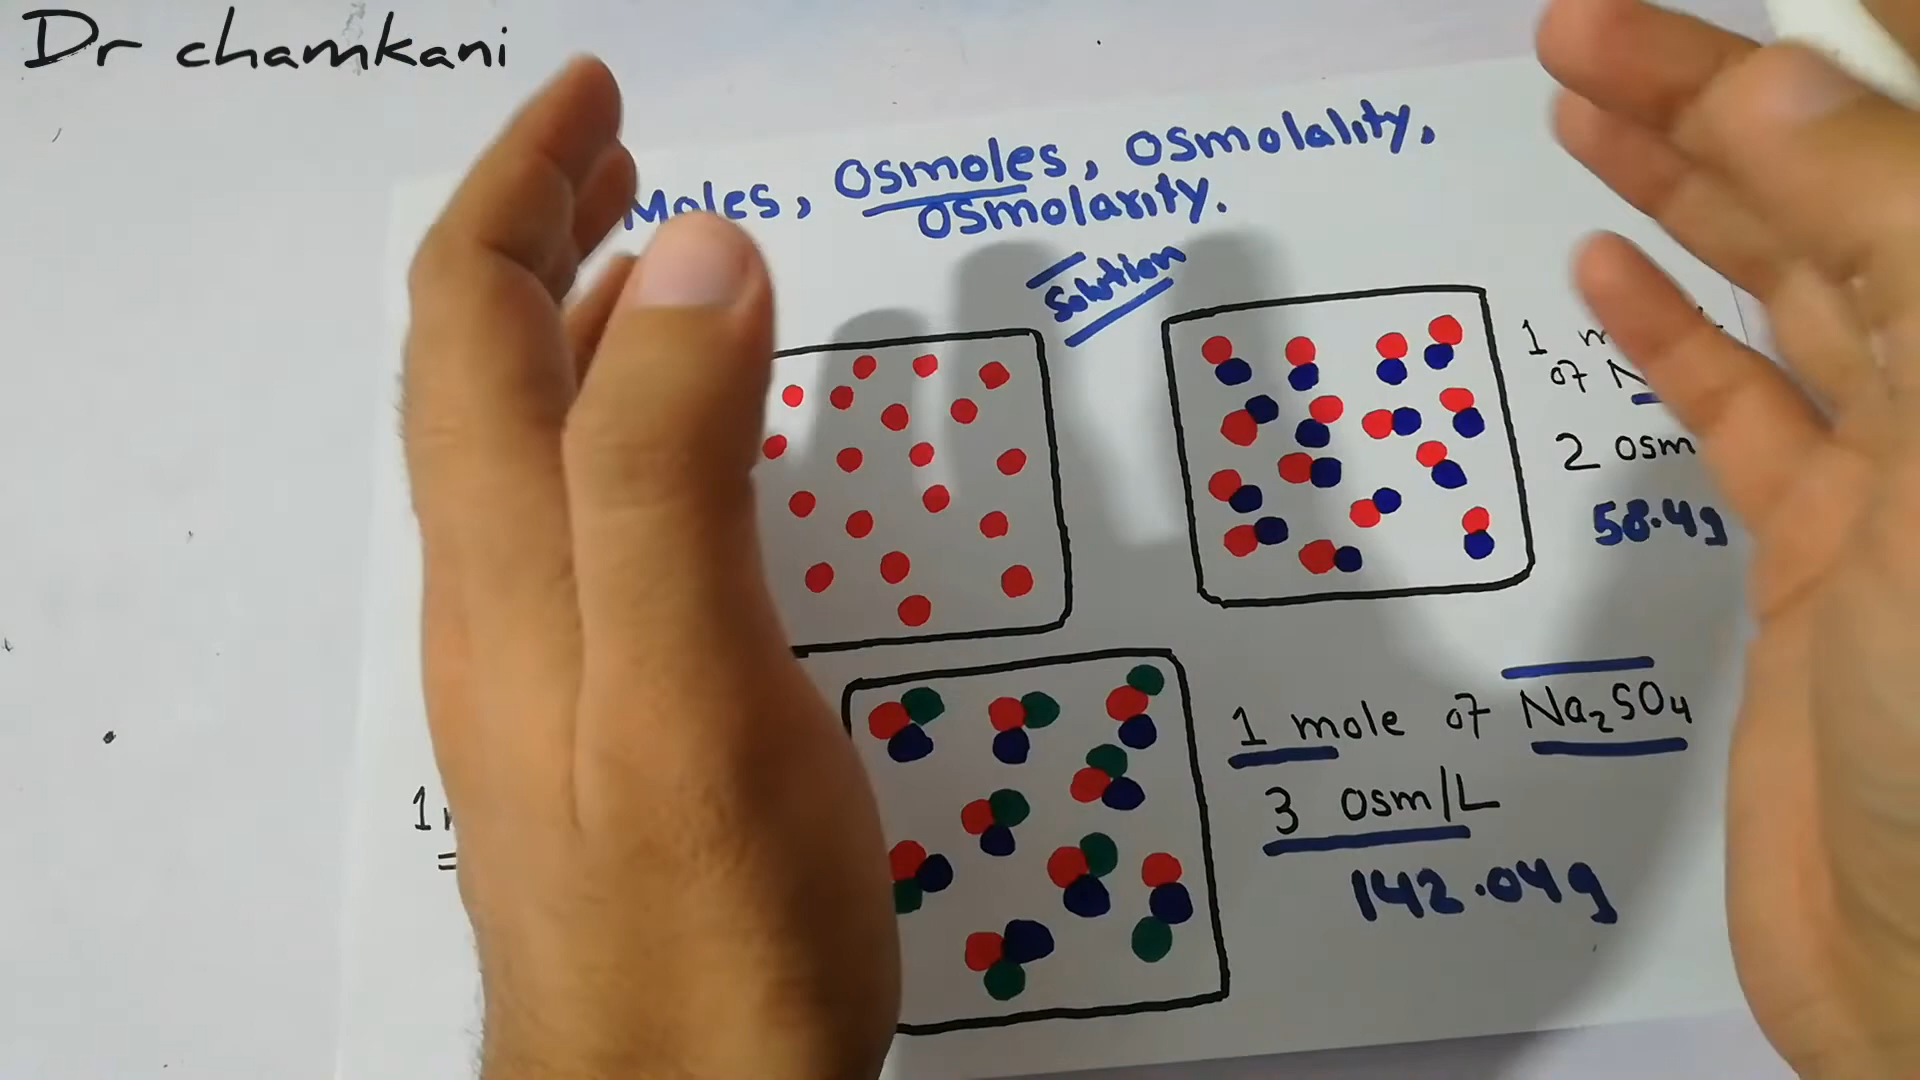 Dr chamkani
Moles, Osmoles, Osmolality,
Osmolarity.
Solution
1
of
2 osm
58.4g
1 mole of Na₂SO₄
3 osm/L
142.04g
1
=